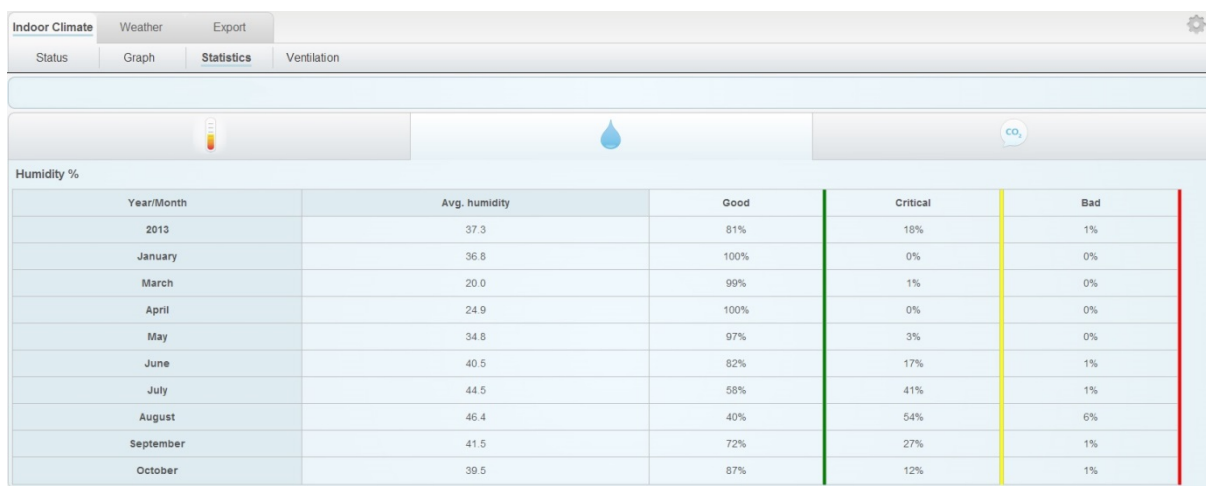 Indoor Climate Weather Export
Status Graph Statistics Ventilation
CO₂
Humidity %
Year/Month Avg. humidity Good Critical Bad
2013 37.3 81% 18% 1%
January 36.8 100% 0% 0%
March 20.0 99% 1% 0%
April 24.9 100% 0% 0%
May 34.8 97% 3% 0%
June 40.5 82% 17% 1%
July 44.5 58% 41% 1%
August 46.4 40% 54% 6%
September 41.5 72% 27% 1%
October 39.5 87% 12% 1%